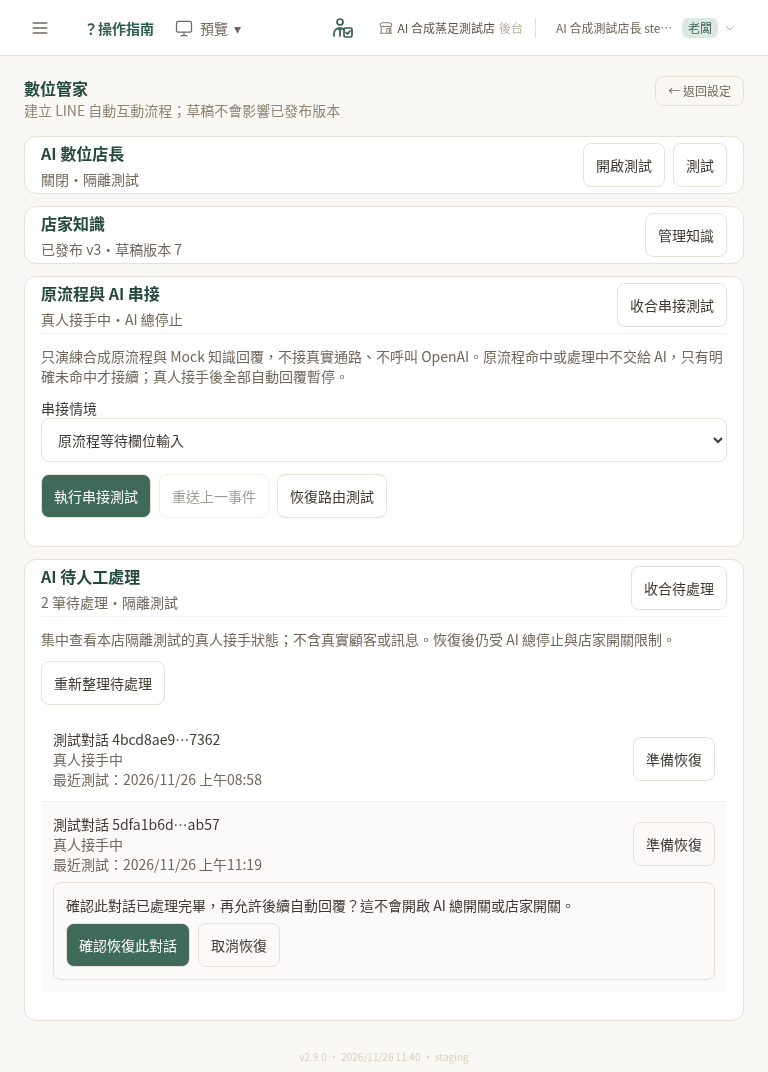 ? 操作指南
預覽 ▾
AI 合成蒸足測試店 後台
AI 合成測試店長 ste…
老闆
數位管家
建立 LINE 自動互動流程；草稿不會影響已發布版本
← 返回設定
AI 數位店長
關閉・隔離測試
開啟測試
測試
店家知識
已發布 v3・草稿版本 7
管理知識
原流程與 AI 串接
真人接手中・AI 總停止
收合串接測試
只演練合成原流程與 Mock 知識回覆，不接真實通路、不呼叫 OpenAI。原流程命中或處理中不交給 AI，只有明
確未命中才接續；真人接手後全部自動回覆暫停。
串接情境
原流程等待欄位輸入
執行串接測試
重送上一事件
恢復路由測試
AI 待人工處理
2 筆待處理・隔離測試
收合待處理
集中查看本店隔離測試的真人接手狀態；不含真實顧客或訊息。恢復後仍受 AI 總停止與店家開關限制。
重新整理待處理
測試對話 4bcd8ae9…7362
真人接手中
最近測試：2026/11/26 上午08:58
準備恢復
測試對話 5dfa1b6d…ab57
真人接手中
最近測試：2026/11/26 上午11:19
準備恢復
確認此對話已處理完畢，再允許後續自動回覆？這不會開啟 AI 總開關或店家開關。
確認恢復此對話
取消恢復
v2.9.0 ・ 2026/11/26 11:40 ・ staging